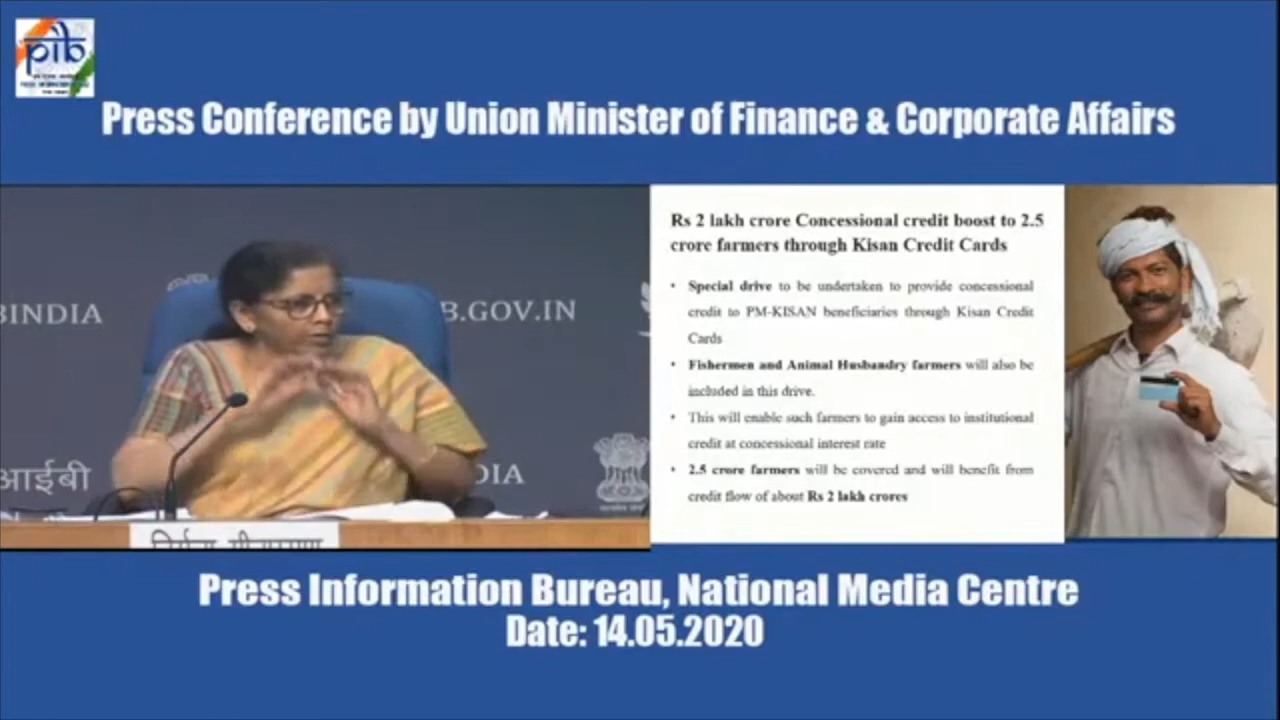 pib
Press Conference by Union Minister of Finance & Corporate Affairs
BINDIA
B.GOV.IN
आईबी
DIA
Rs 2 lakh crore Concessional credit boost to 2.5
crore farmers through Kisan Credit Cards
• Special drive to be undertaken to provide concessional
credit to PM-KISAN beneficiaries through Kisan Credit
Cards
• Fishermen and Animal Husbandry farmers will also be
included in this drive.
• This will enable such farmers to gain access to institutional
credit at concessional interest rate
• 2.5 crore farmers will be covered and will benefit from
credit flow of about Rs 2 lakh crores
Press Information Bureau, National Media Centre
Date: 14.05.2020